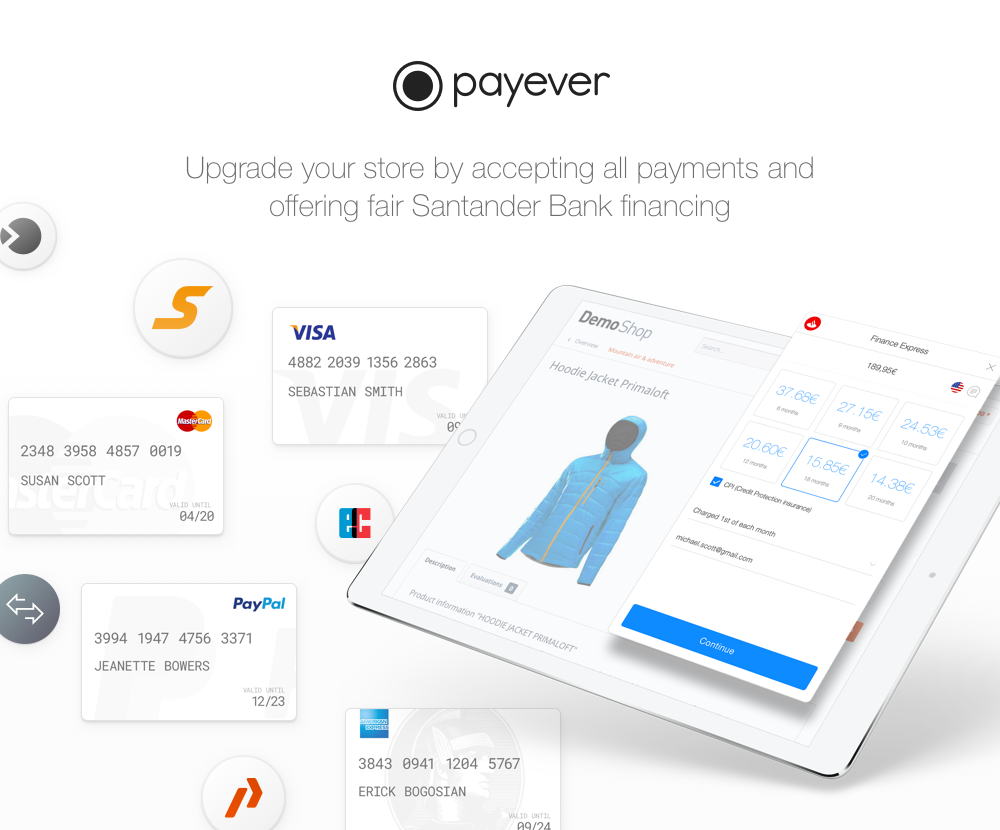 payever
Upgrade your store by accepting all payments and
offering fair Santander Bank financing
VISA
4882 2039 1356 2863
SEBASTIAN SMITH
VALID UN
09
MasterCard
2348 3958 4857 0019
SUSAN SCOTT
VALID UNTIL
04/20
PayPal
3994 1947 4756 3371
JEANETTE BOWERS
VALID UNTIL
12/23
AMERICAN
EXPRESS
3843 0941 1204 5767
ERICK BOGOSIAN
VALID UNTIL
09/24
DemoShop
Search...
Overview
Mountain air & adventure
Hoodie Jacket Primaloft
Description
Evaluations
Product information "HOODIE JACKET PRIMALOFT"
Finance Express
189,95€
37.68€
6 months
27.15€
9 months
24.53€
10 months
20.60€
12 months
15.85€
18 months
14.38€
20 months
CPI (Credit Protection Insurance)
Charged 1st of each month
michael.scott@gmail.com
Continue